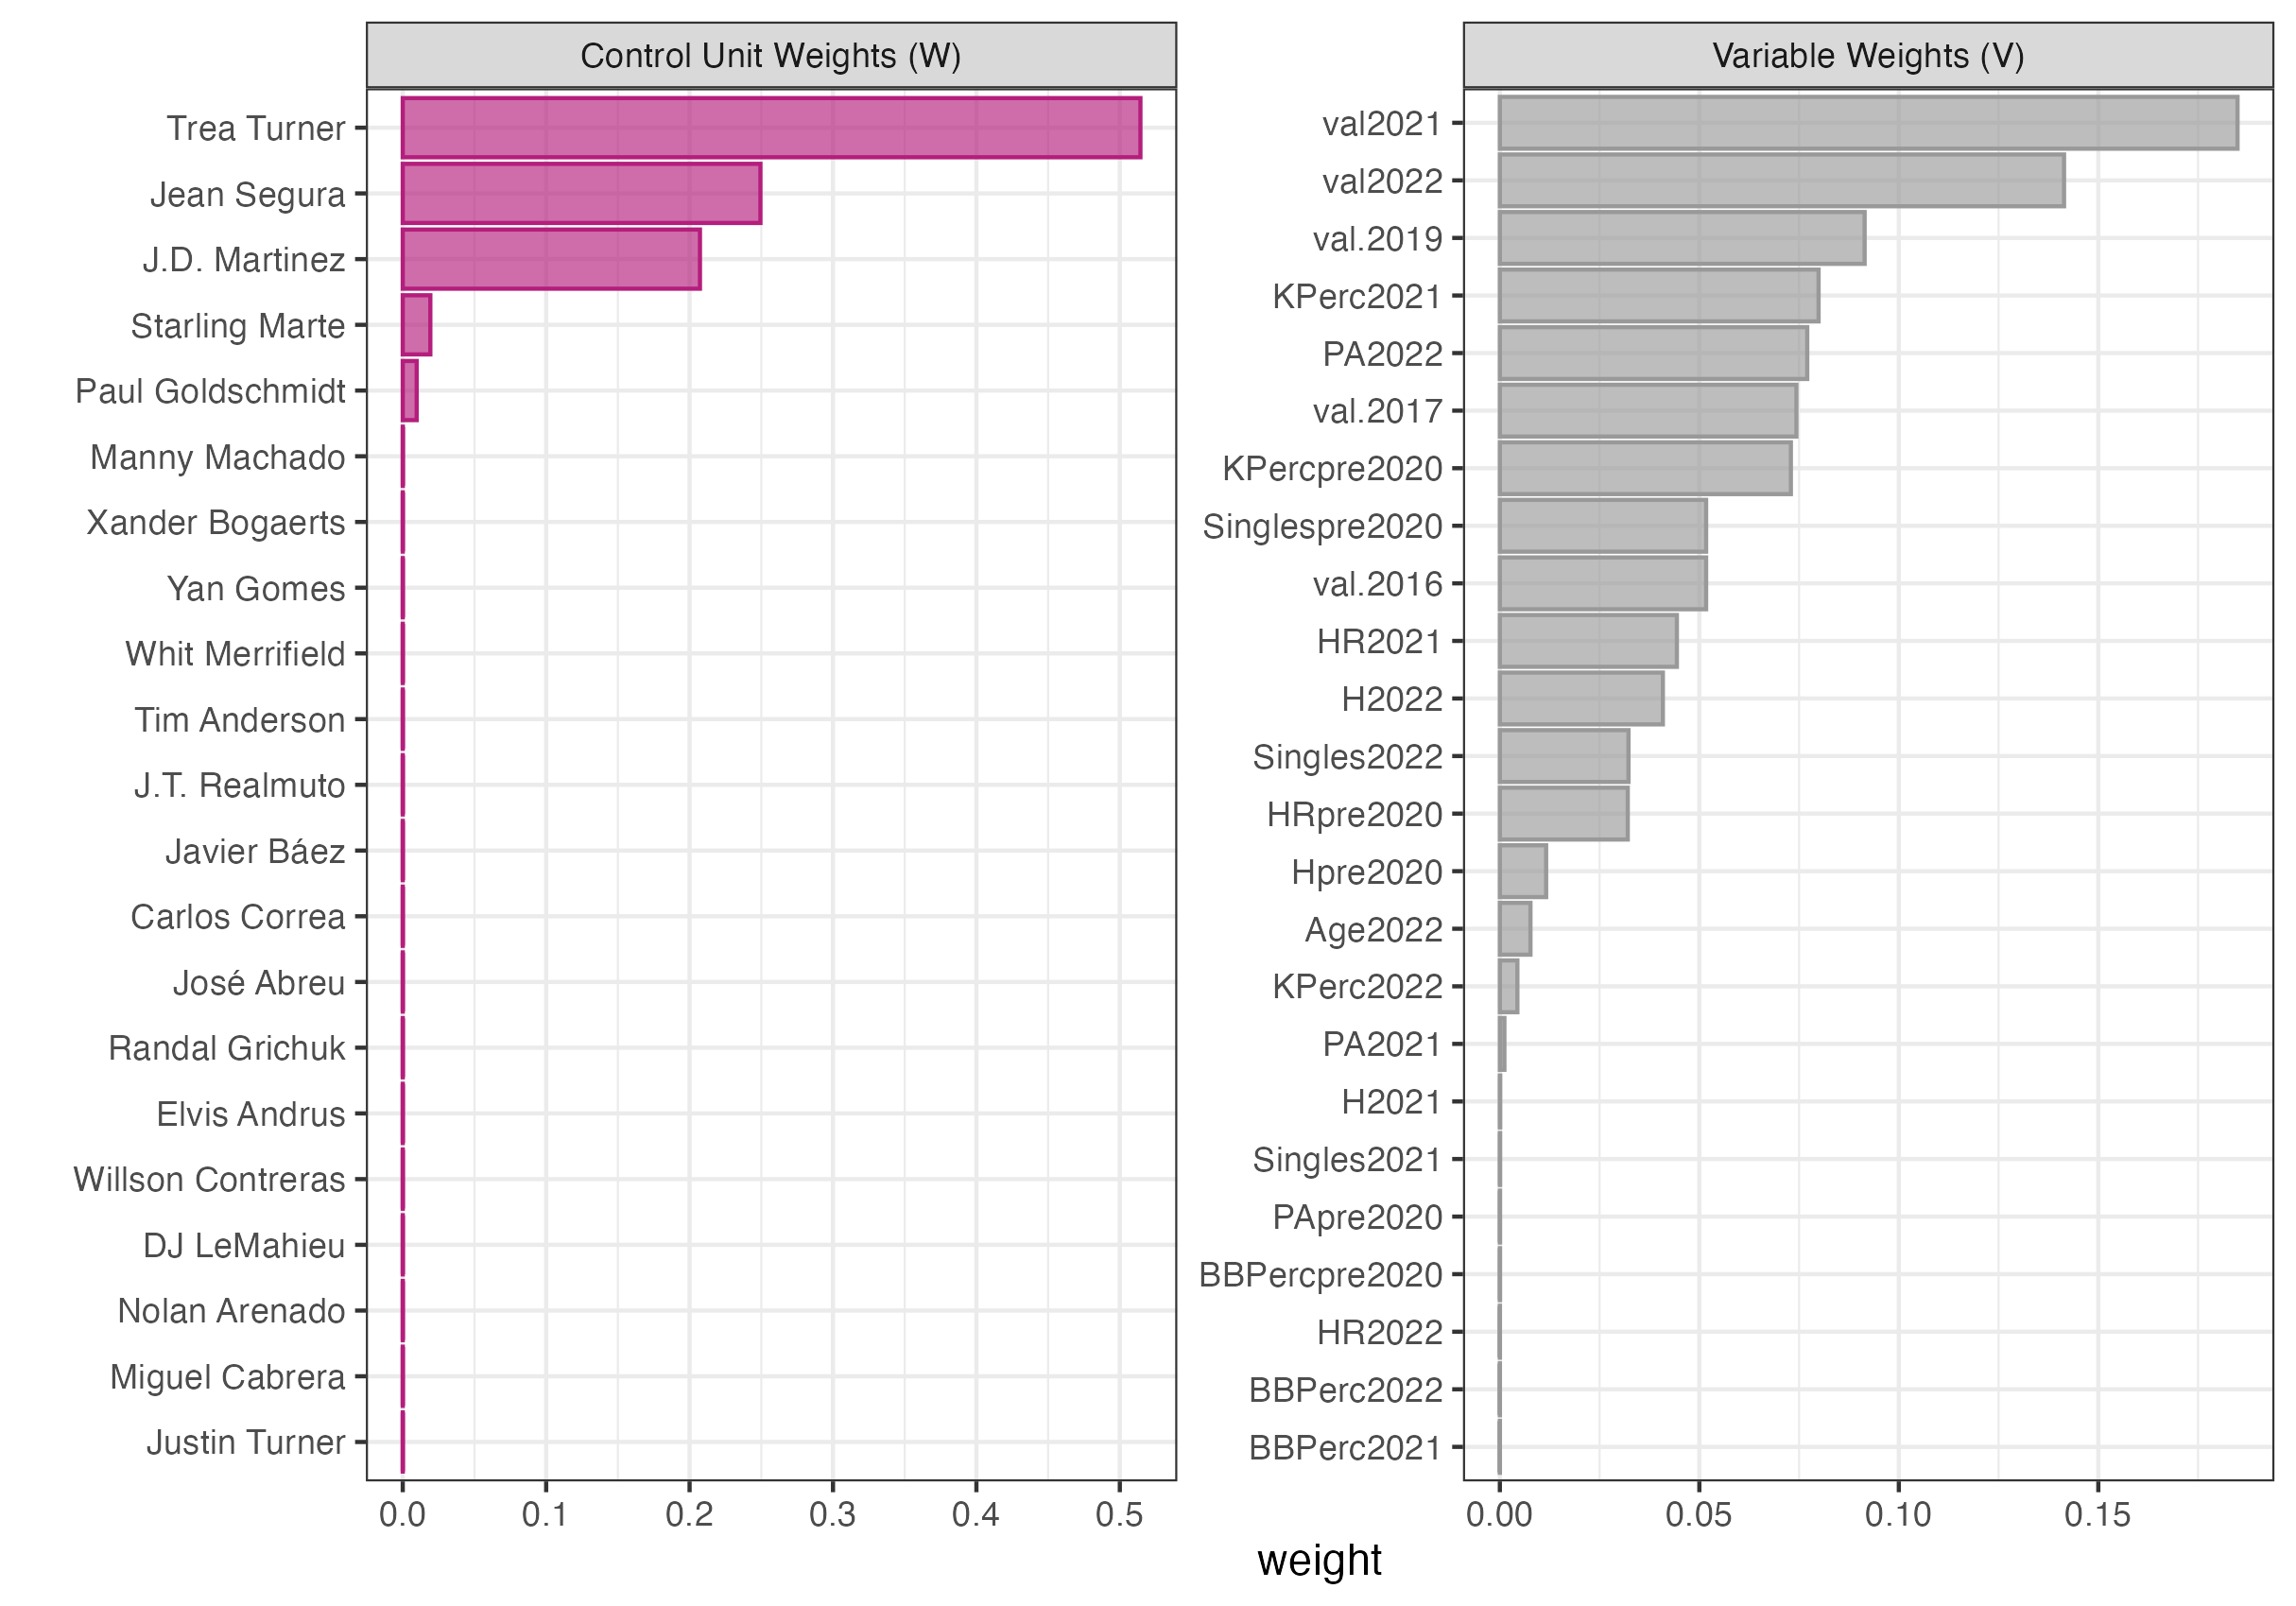 Control Unit Weights (W)
Trea Turner
Jean Segura
J.D. Martinez
Starling Marte
Paul Goldschmidt
Manny Machado
Xander Bogaerts
Yan Gomes
Whit Merrifield
Tim Anderson
J.T. Realmuto
Javier Báez
Carlos Correa
José Abreu
Randal Grichuk
Elvis Andrus
Willson Contreras
DJ LeMahieu
Nolan Arenado
Miguel Cabrera
Justin Turner
0.0 0.1 0.2 0.3 0.4 0.5
Variable Weights (V)
val2021
val2022
val.2019
KPerc2021
PA2022
val.2017
KPercpre2020
Singlespre2020
val.2016
HR2021
H2022
Singles2022
HRpre2020
Hpre2020
Age2022
KPerc2022
PA2021
H2021
Singles2021
PApre2020
BBPercpre2020
HR2022
BBPerc2022
BBPerc2021
0.00 0.05 0.10 0.15
weight